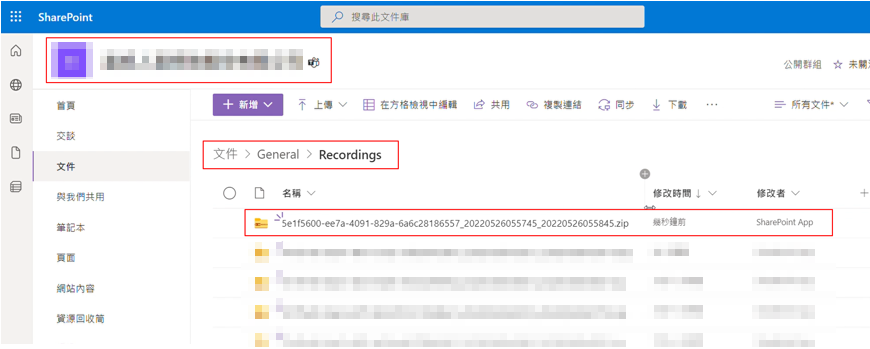 SharePoint
搜尋此文件庫
公開群組 ☆ 未關注
首頁
交談
文件
與我們共用
筆記本
頁面
網站內容
資源回收筒
+ 新增 上傳 在方格檢視中編輯 共用 複製連結 同步 下載 ... 所有文件*
文件 > General > Recordings
名稱 修改時間 ↓ 修改者 +
5e1f5600-ee7a-4091-829a-6a6c28186557_20220526055745_20220526055845.zip 幾秒鐘前 SharePoint App